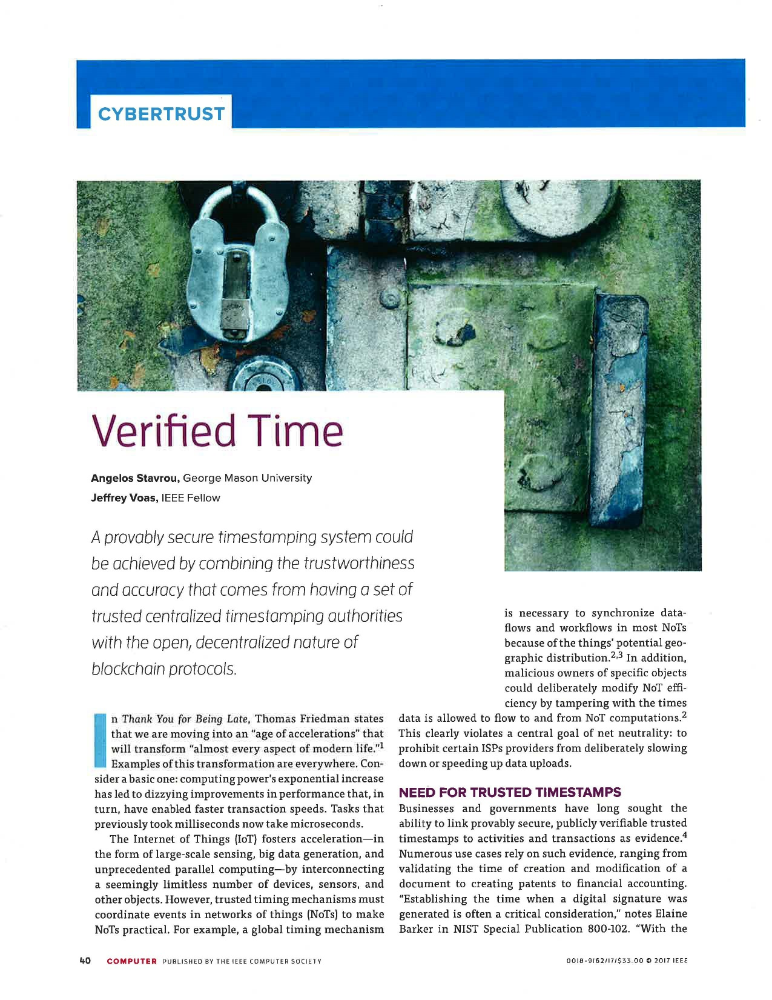 CYBERTRUST
Verified Time
Angelos Stavrou, George Mason University
Jeffrey Voas, IEEE Fellow
A provably secure timestamping system could
be achieved by combining the trustworthiness
and accuracy that comes from having a set of
trusted centralized timestamping authorities
with the open, decentralized nature of
blockchain protocols.
In Thank You for Being Late, Thomas Friedman states
that we are moving into an "age of accelerations" that
will transform "almost every aspect of modern life."1
Examples of this transformation are everywhere. Con-
sider a basic one: computing power's exponential increase
has led to dizzying improvements in performance that, in
turn, have enabled faster transaction speeds. Tasks that
previously took milliseconds now take microseconds.
The Internet of Things (IoT) fosters acceleration—in
the form of large-scale sensing, big data generation, and
unprecedented parallel computing—by interconnecting
a seemingly limitless number of devices, sensors, and
other objects. However, trusted timing mechanisms must
coordinate events in networks of things (NoTs) to make
NoTs practical. For example, a global timing mechanism
is necessary to synchronize data-
flows and workflows in most NoTs
because of the things' potential geo-
graphic distribution.2,3 In addition,
malicious owners of specific objects
could deliberately modify NoT effi-
ciency by tampering with the times
data is allowed to flow to and from NoT computations.2
This clearly violates a central goal of net neutrality: to
prohibit certain ISPs providers from deliberately slowing
down or speeding up data uploads.
NEED FOR TRUSTED TIMESTAMPS
Businesses and governments have long sought the
ability to link provably secure, publicly verifiable trusted
timestamps to activities and transactions as evidence.4
Numerous use cases rely on such evidence, ranging from
validating the time of creation and modification of a
document to creating patents to financial accounting.
"Establishing the time when a digital signature was
generated is often a critical consideration," notes Elaine
Barker in NIST Special Publication 800-102. "With the
40 COMPUTER PUBLISHED BY THE IEEE COMPUTER SOCIETY
0018-9162/17/$33.00 © 2017 IEEE